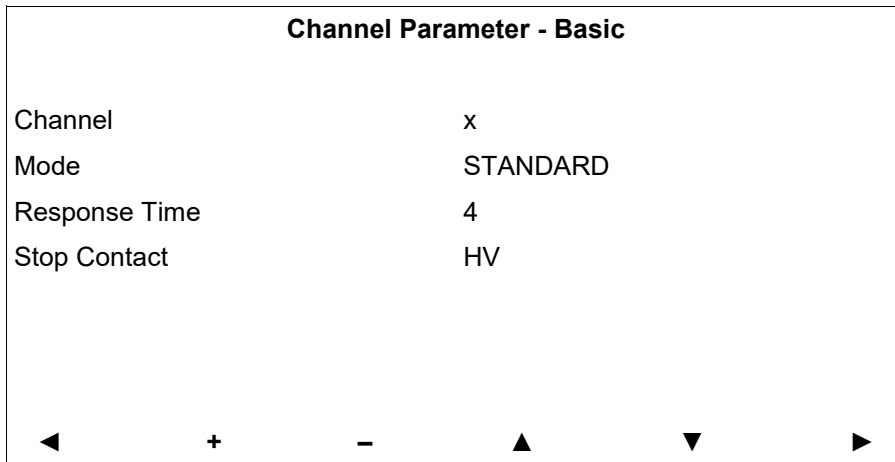 Channel Parameter - Basic
Channel x
Mode STANDARD
Response Time 4
Stop Contact HV
◄ + – ▲ ▼ ►